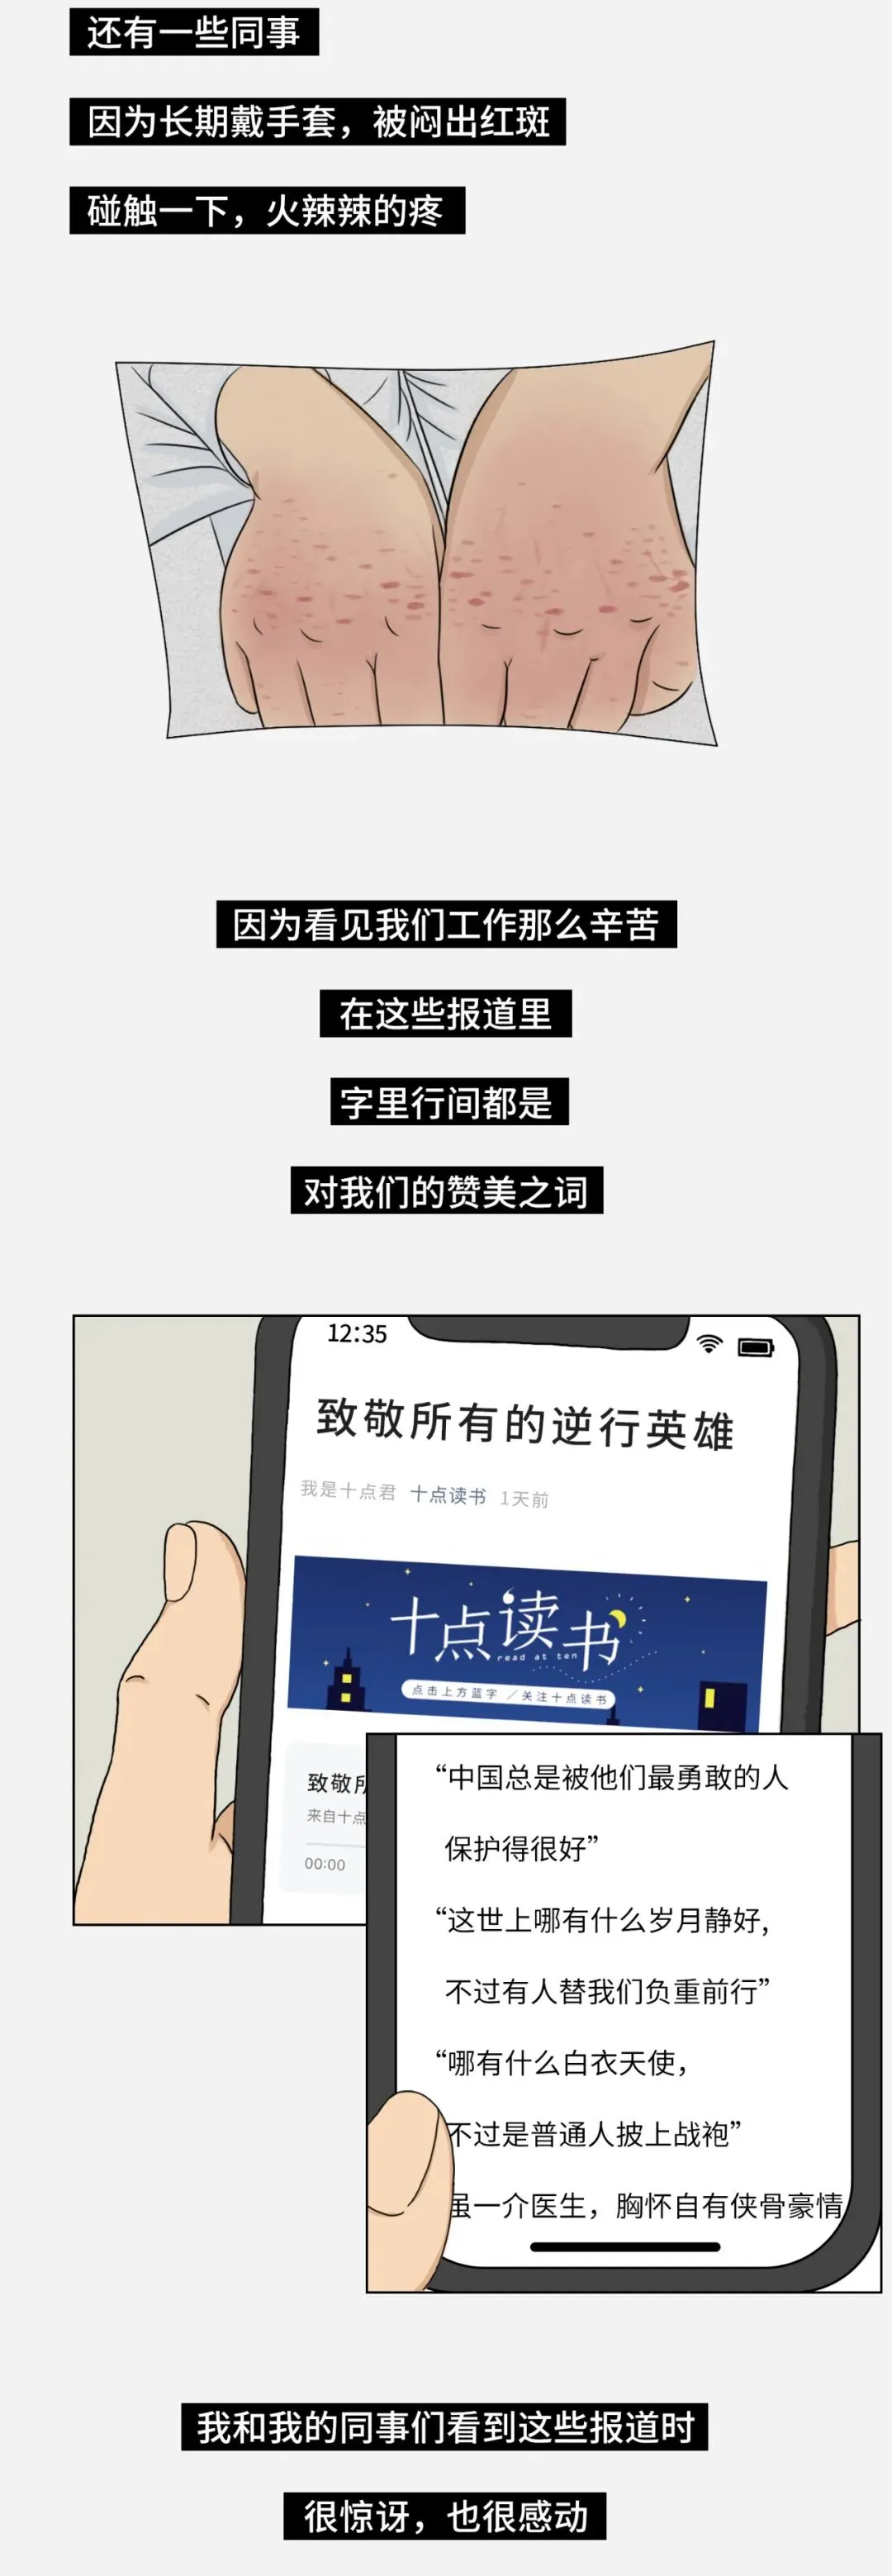 还有一些同事
因为长期戴手套，被闷出红斑
碰触一下，火辣辣的疼
因为看见我们工作那么辛苦
在这些报道里
字里行间都是
对我们的赞美之词
12:35
致敬所有的逆行英雄
我是十点君 十点读书 1天前
十点读书
read at ten
点击上方蓝字 ／关注十点读书
致敬所
来自十点
00:00
“中国总是被他们最勇敢的人
保护得很好”
“这世上哪有什么岁月静好，
不过有人替我们负重前行”
“哪有什么白衣天使，
不过是普通人披上战袍”
虽一介医生，胸怀自有侠骨豪情
我和我的同事们看到这些报道时
很惊讶，也很感动